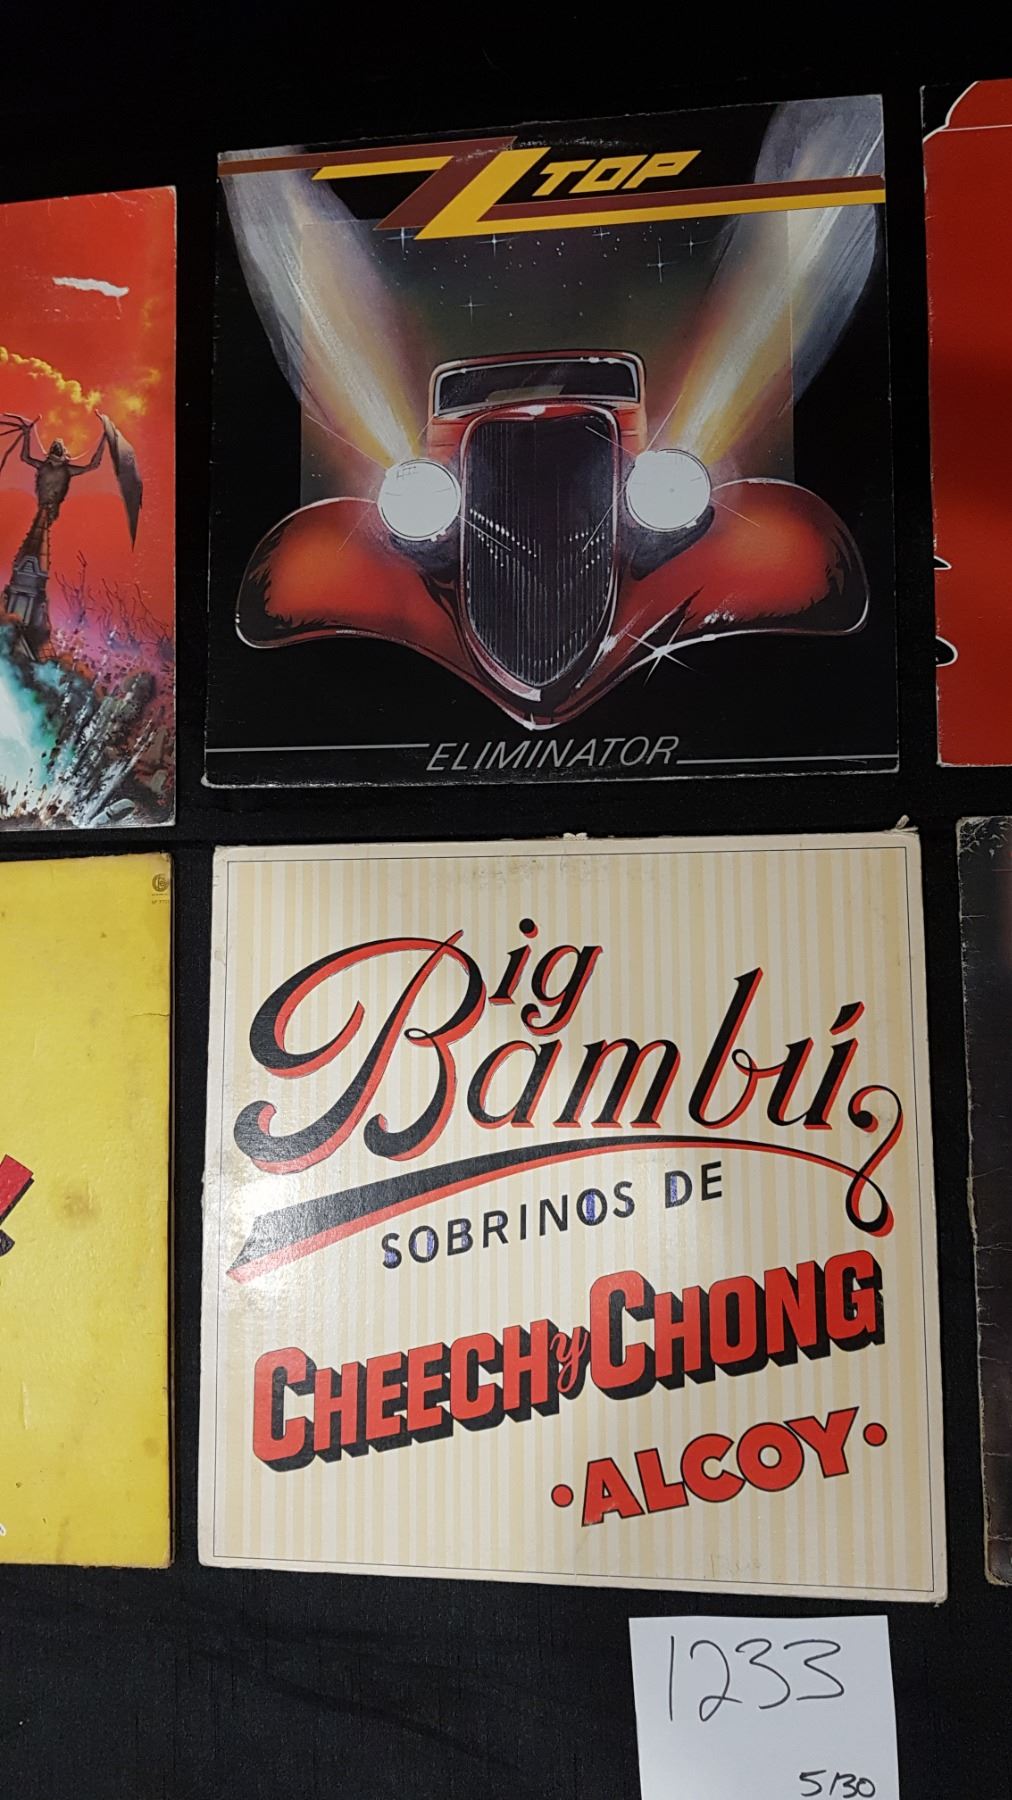 ZZ TOP
ELIMINATOR
Big
Bambú
SOBRINOS DE
CHEECH y CHONG
·ALCOY·
1233
5130